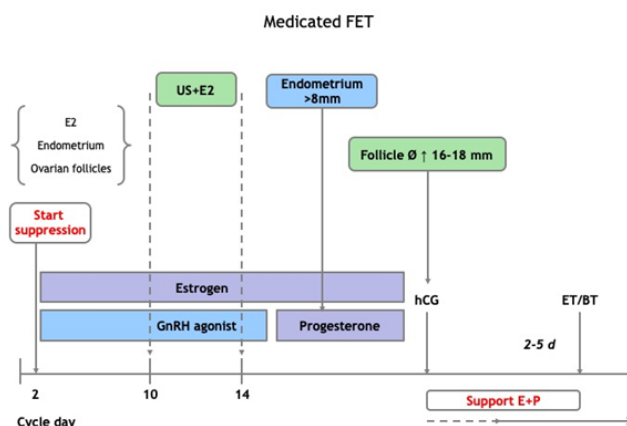 Medicated FET
US+E2
Endometrium
>8mm
E2
Endometrium
Ovarian follicles
Follicle Ø ↑ 16-18 mm
Start
suppression
Estrogen
hCG
ET/BT
GnRH agonist
Progesterone
2-5 d
2
10
14
Support E+P
Cycle day